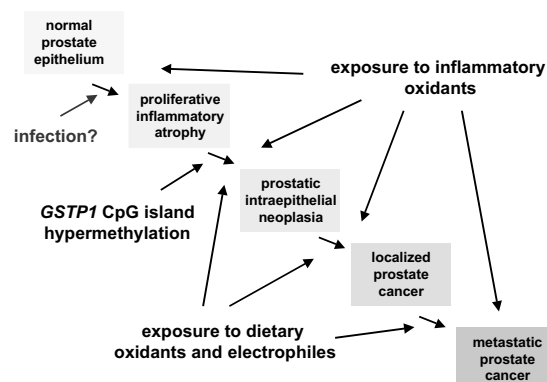 normal
prostate
epithelium
exposure to inflammatory
oxidants
proliferative
inflammatory
atrophy
infection?
prostatic
intraepithelial
neoplasia
GSTP1 CpG island
hypermethylation
localized
prostate
cancer
exposure to dietary
oxidants and electrophiles
metastatic
prostate
cancer